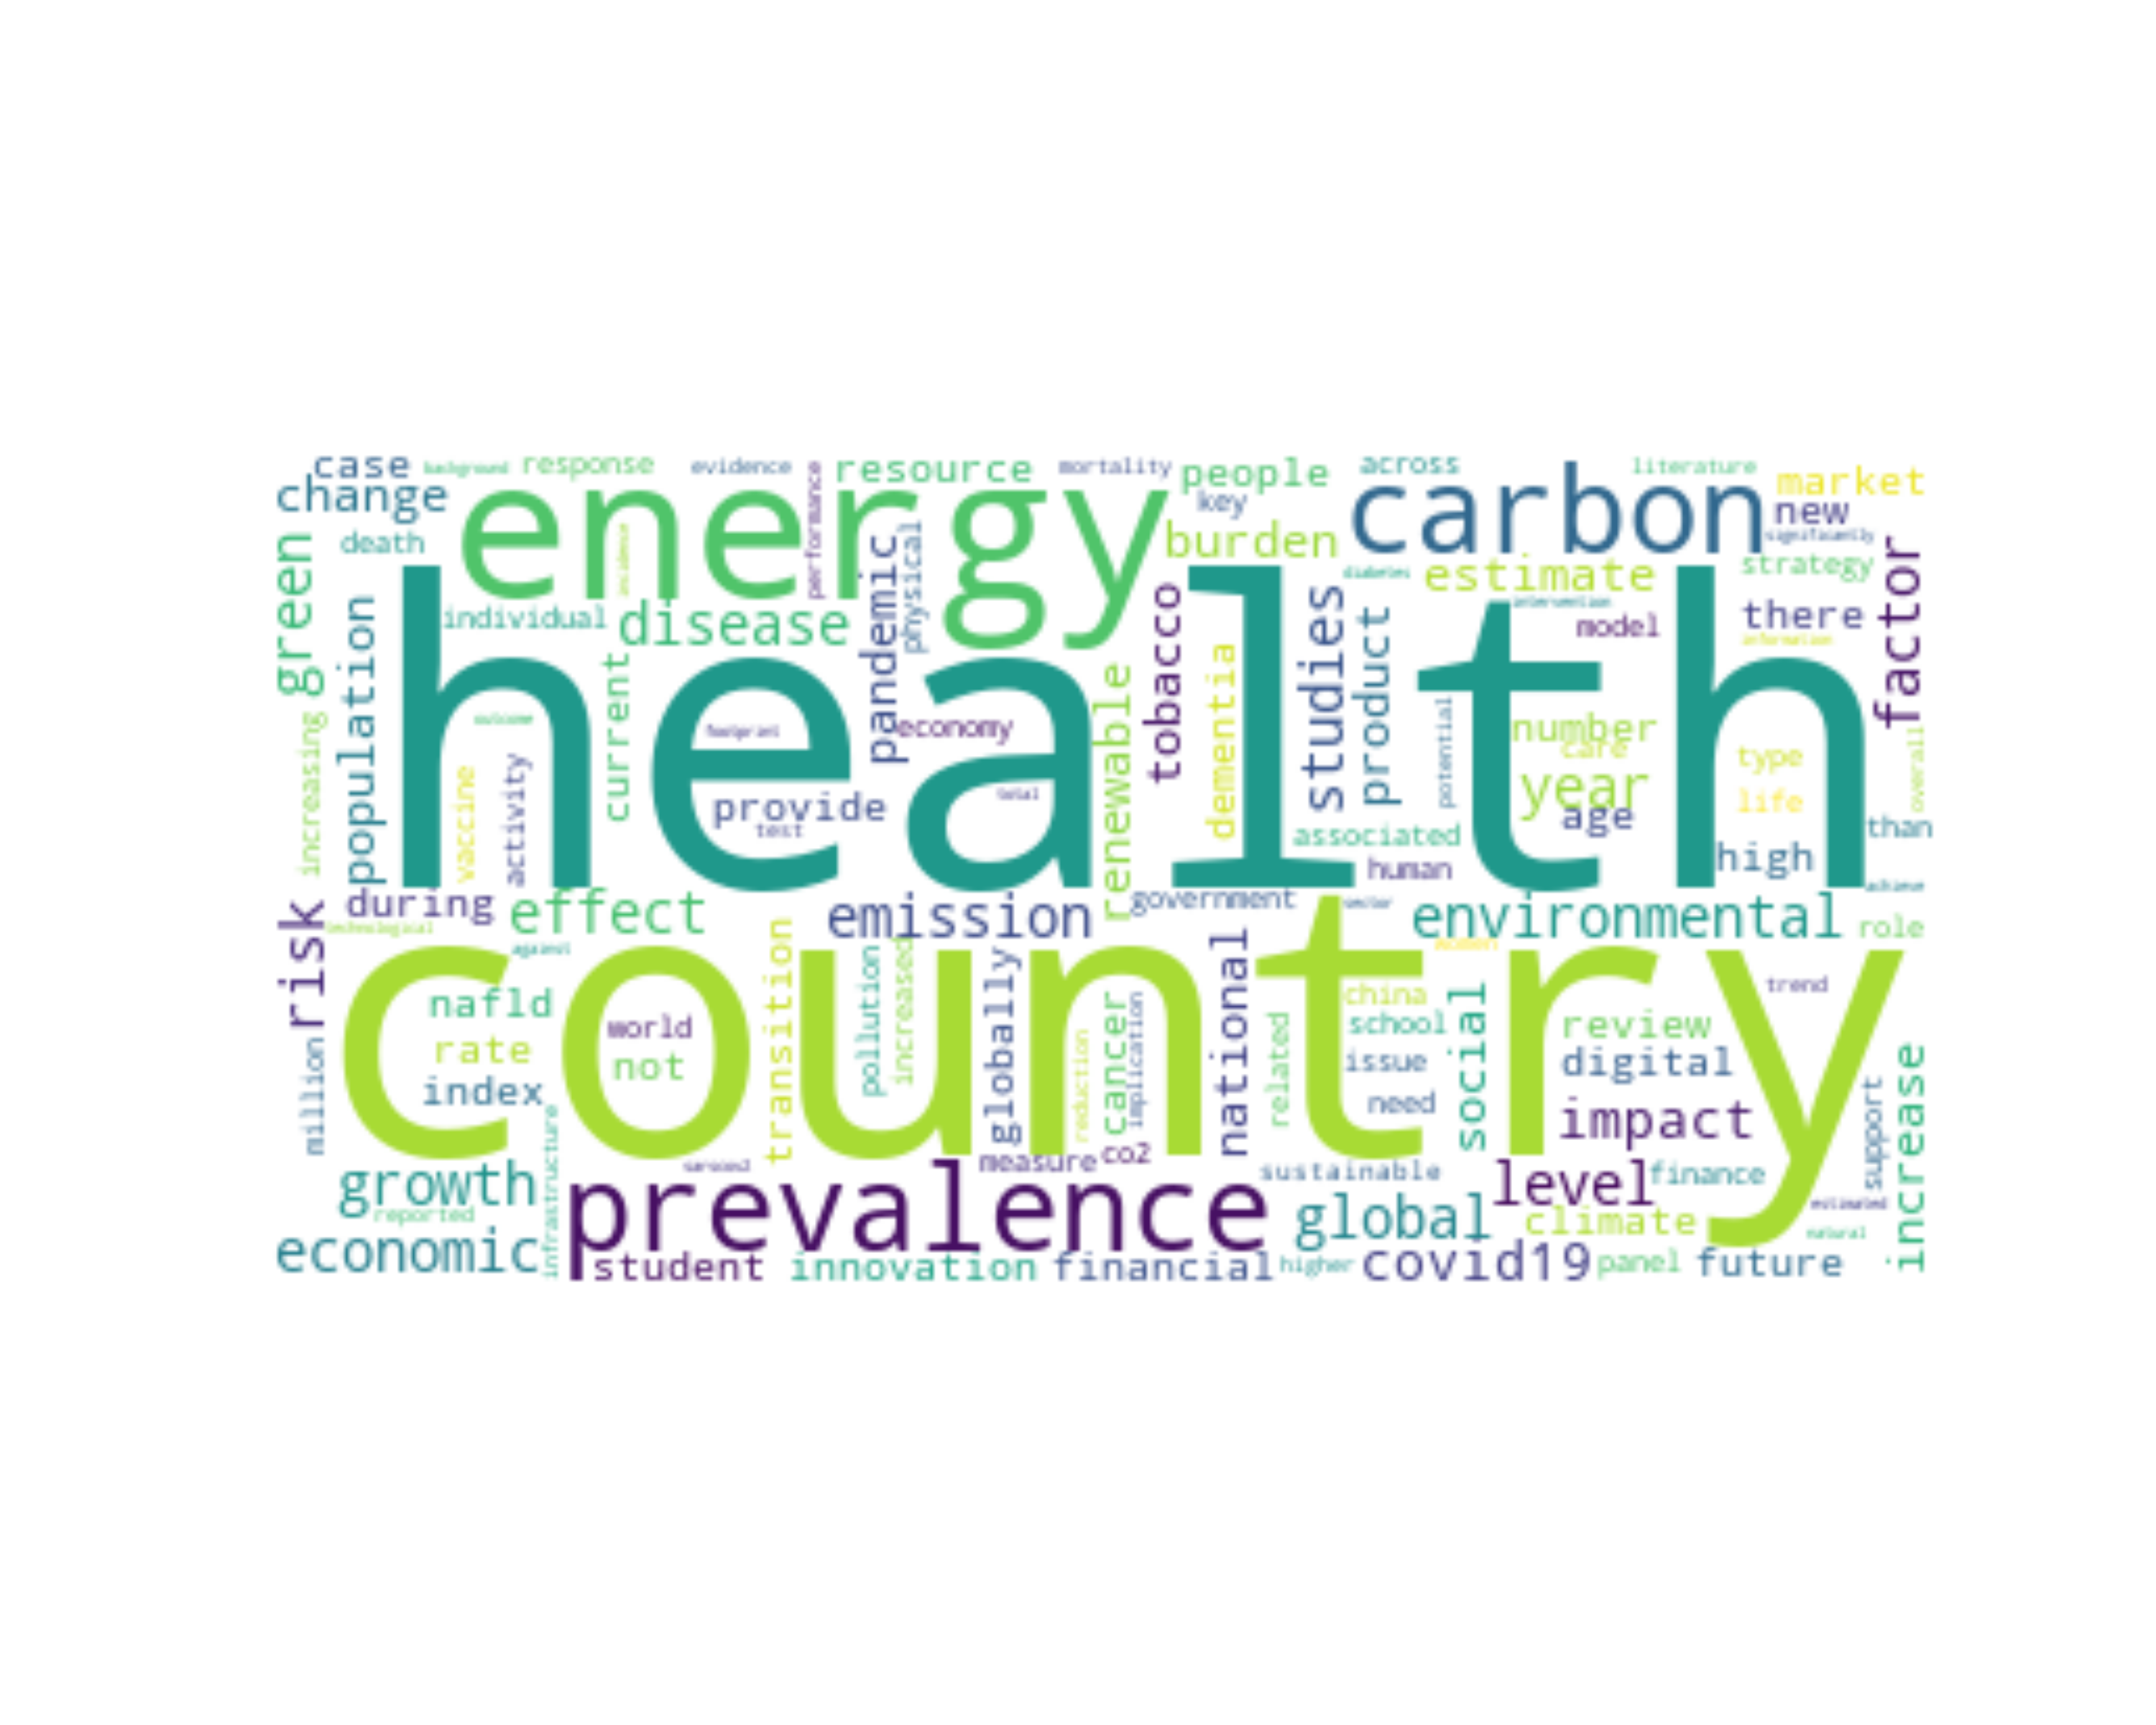 case
background
response
evidence
performance
resource
mortality
people
across
literature
market
change
energy
key
carbon
new
significantly
death
green
physical
pandemic
burden
factor
diabetes
estimate
strategy
intervention
individual
disease
tobacco
studies
product
model
there
information
population
health
current
renewable
dementia
increasing
outcome
footprint
economy
potential
number
care
type
overall
vaccine
activity
provide
test
total
year
age
life
associated
than
human
high
achieve
risk
during
technological
effect
emission
government
sector
environmental
role
against
country
women
transition
pollution
increased
globally
national
china
social
trend
nafld
world
rate
not
index
million
reduction
cancer
implication
related
school
issue
need
review
digital
impact
support
increase
infrastructure
measure
co2
sustainable
level
finance
growth
reported
prevalence
global
climate
estimated
natural
economic
student
innovation
financial
higher
covid19
panel
future